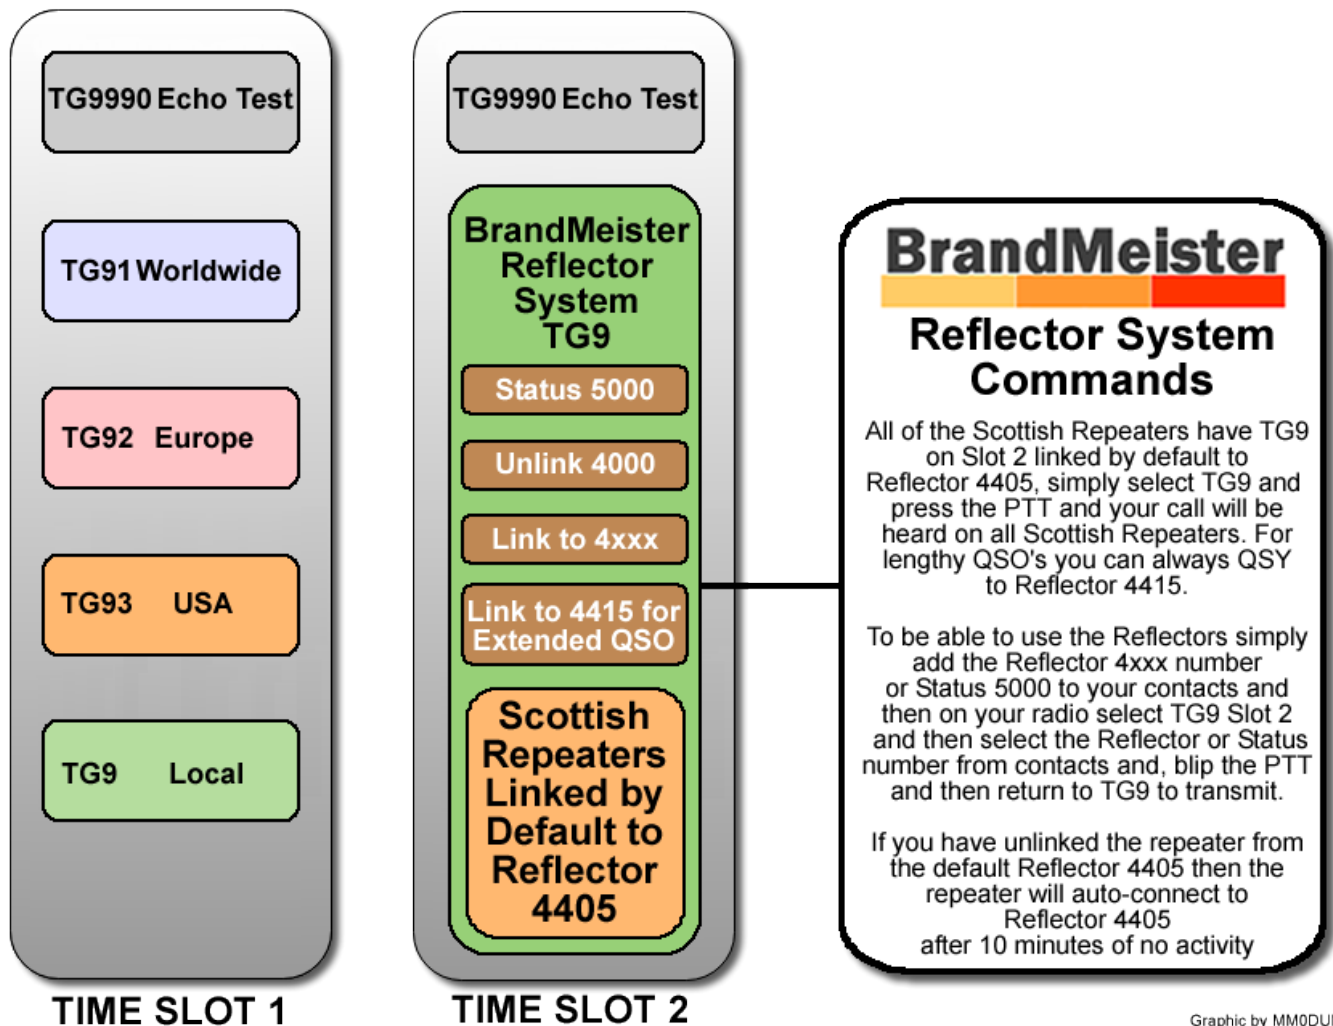 TG9990 Echo Test
TG91 Worldwide
TG92 Europe
TG93 USA
TG9 Local
TIME SLOT 1
TG9990 Echo Test
BrandMeister
Reflector
System
TG9
Status 5000
Unlink 4000
Link to 4xxx
Link to 4415 for
Extended QSO
Scottish
Repeaters
Linked by
Default to
Reflector
4405
TIME SLOT 2
BrandMeister
Reflector System
Commands
All of the Scottish Repeaters have TG9
on Slot 2 linked by default to
Reflector 4405, simply select TG9 and
press the PTT and your call will be
heard on all Scottish Repeaters. For
lengthy QSO's you can always QSY
to Reflector 4415.
To be able to use the Reflectors simply
add the Reflector 4xxx number
or Status 5000 to your contacts and
then on your radio select TG9 Slot 2
and then select the Reflector or Status
number from contacts and, blip the PTT
and then return to TG9 to transmit.
If you have unlinked the repeater from
the default Reflector 4405 then the
repeater will auto-connect to
Reflector 4405
after 10 minutes of no activity
Graphic by